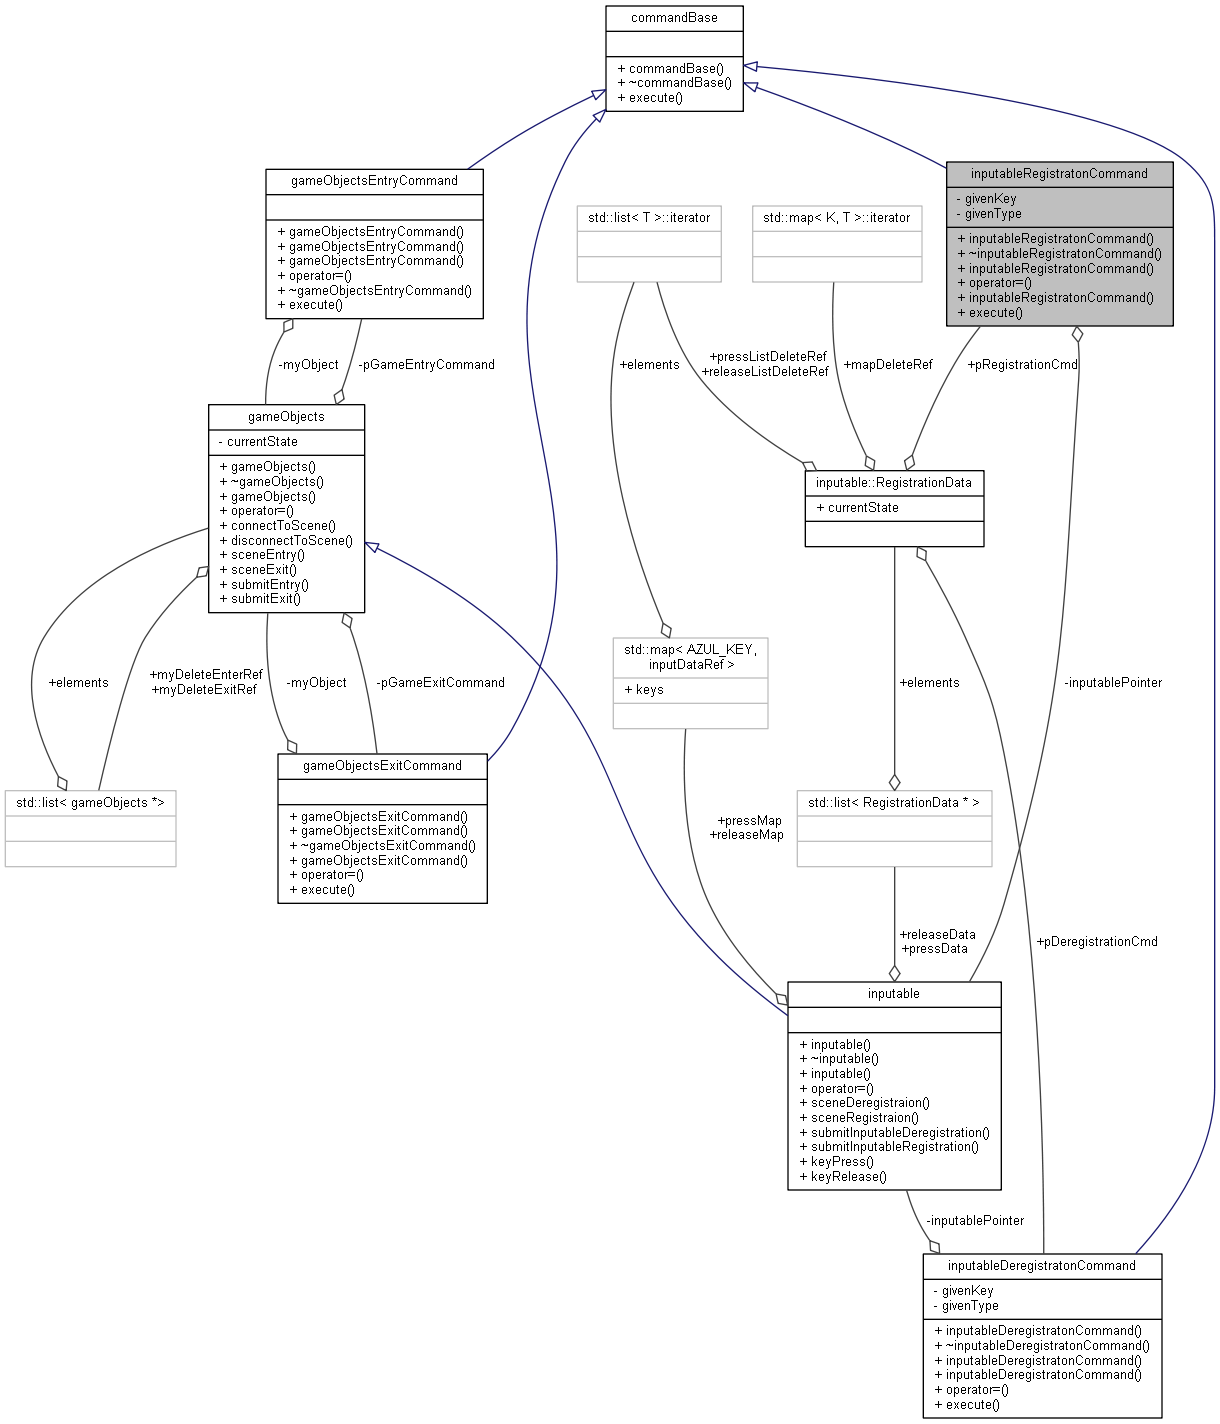 commandBase
+ commandBase()
+ ~commandBase()
+ execute()
gameObjectsEntryCommand
+ gameObjectsEntryCommand()
+ gameObjectsEntryCommand()
+ gameObjectsEntryCommand()
+ operator=()
+ ~gameObjectsEntryCommand()
+ execute()
std::list< T >::iterator
std::map< K, T >::iterator
inputableRegistratonCommand
- givenKey
- givenType
+ inputableRegistratonCommand()
+ ~inputableRegistratonCommand()
+ inputableRegistratonCommand()
+ operator=()
+ inputableRegistratonCommand()
+ execute()
-myObject
-pGameEntryCommand
+elements
+pressListDeleteRef
+releaseListDeleteRef
+mapDeleteRef
+pRegistrationCmd
gameObjects
- currentState
+ gameObjects()
+ ~gameObjects()
+ gameObjects()
+ operator=()
+ connectToScene()
+ disconnectToScene()
+ sceneEntry()
+ sceneExit()
+ submitEntry()
+ submitExit()
inputable::RegistrationData
+ currentState
std::map< AZUL_KEY,
inputDataRef >
+ keys
+elements
+myDeleteEnterRef
+myDeleteExitRef
-myObject
-pGameExitCommand
+elements
-inputablePointer
gameObjectsExitCommand
+ gameObjectsExitCommand()
+ gameObjectsExitCommand()
+ ~gameObjectsExitCommand()
+ gameObjectsExitCommand()
+ operator=()
+ execute()
std::list< gameObjects *>
std::list< RegistrationData * >
+pressMap
+releaseMap
+releaseData
+pressData
+pDeregistrationCmd
inputable
+ inputable()
+ ~inputable()
+ inputable()
+ operator=()
+ sceneDeregistraion()
+ sceneRegistraion()
+ submitInputableDeregistration()
+ submitInputableRegistration()
+ keyPress()
+ keyRelease()
-inputablePointer
inputableDeregistratonCommand
- givenKey
- givenType
+ inputableDeregistratonCommand()
+ ~inputableDeregistratonCommand()
+ inputableDeregistratonCommand()
+ inputableDeregistratonCommand()
+ operator=()
+ execute()